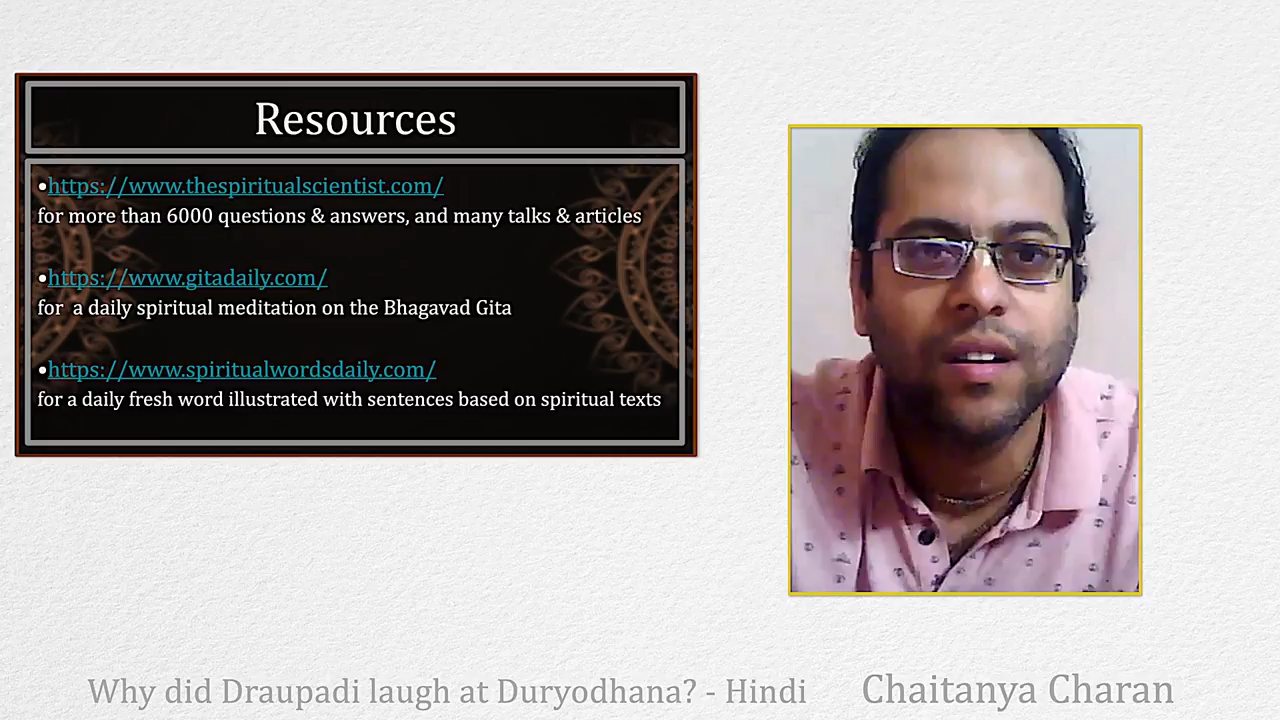 Resources
•https://www.thespiritualscientist.com/
for more than 6000 questions & answers, and many talks & articles
•https://www.gitadaily.com/
for  a daily spiritual meditation on the Bhagavad Gita
•https://www.spiritualwordsdaily.com/
for a daily fresh word illustrated with sentences based on spiritual texts
Why did Draupadi laugh at Duryodhana? - Hindi
Chaitanya Charan